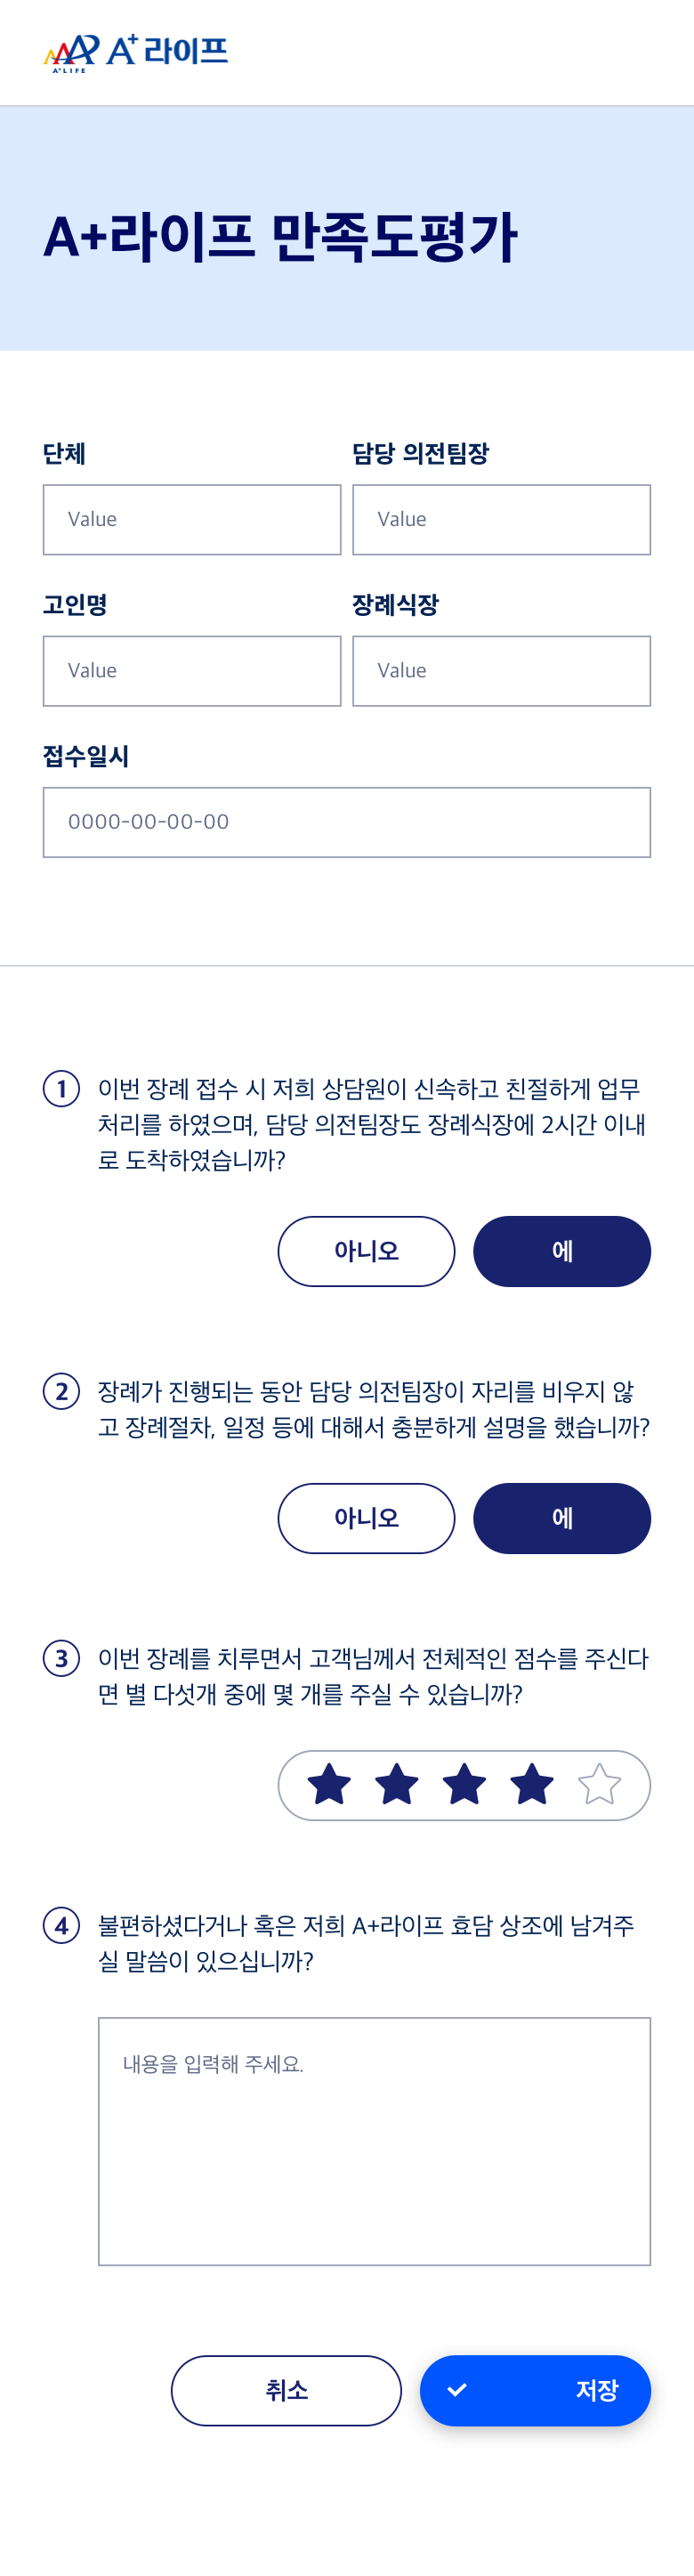 A+LIFE
A+ 라이프
A+라이프 만족도평가
단체
담당 의전팀장
Value
Value
고인명
장례식장
Value
Value
접수일시
0000-00-00-00
1
이번 장례 접수 시 저희 상담원이 신속하고 친절하게 업무
처리를 하였으며, 담당 의전팀장도 장례식장에 2시간 이내
로 도착하였습니까?
아니오
에
2
장례가 진행되는 동안 담당 의전팀장이 자리를 비우지 않
고 장례절차, 일정 등에 대해서 충분하게 설명을 했습니까?
아니오
에
3
이번 장례를 치루면서 고객님께서 전체적인 점수를 주신다
면 별 다섯개 중에 몇 개를 주실 수 있습니까?
4
불편하셨다거나 혹은 저희 A+라이프 효담 상조에 남겨주
실 말씀이 있으십니까?
내용을 입력해 주세요.
취소
저장